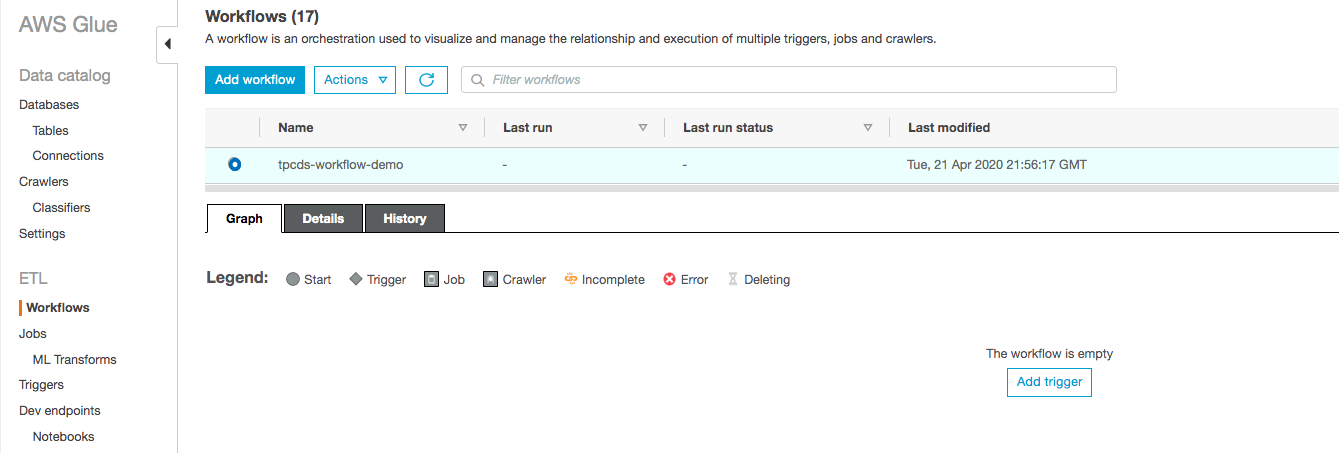 AWS Glue
Data catalog
Databases
Tables
Connections
Crawlers
Classifiers
Settings
ETL
Workflows
Jobs
ML Transforms
Triggers
Dev endpoints
Notebooks
Workflows (17)
A workflow is an orchestration used to visualize and manage the relationship and execution of multiple triggers, jobs and crawlers.
Add workflow Actions Filter workflows
Name Last run Last run status Last modified
tpcds-workflow-demo - - Tue, 21 Apr 2020 21:56:17 GMT
Graph Details History
Legend: Start Trigger Job Crawler Incomplete Error Deleting
The workflow is empty
Add trigger